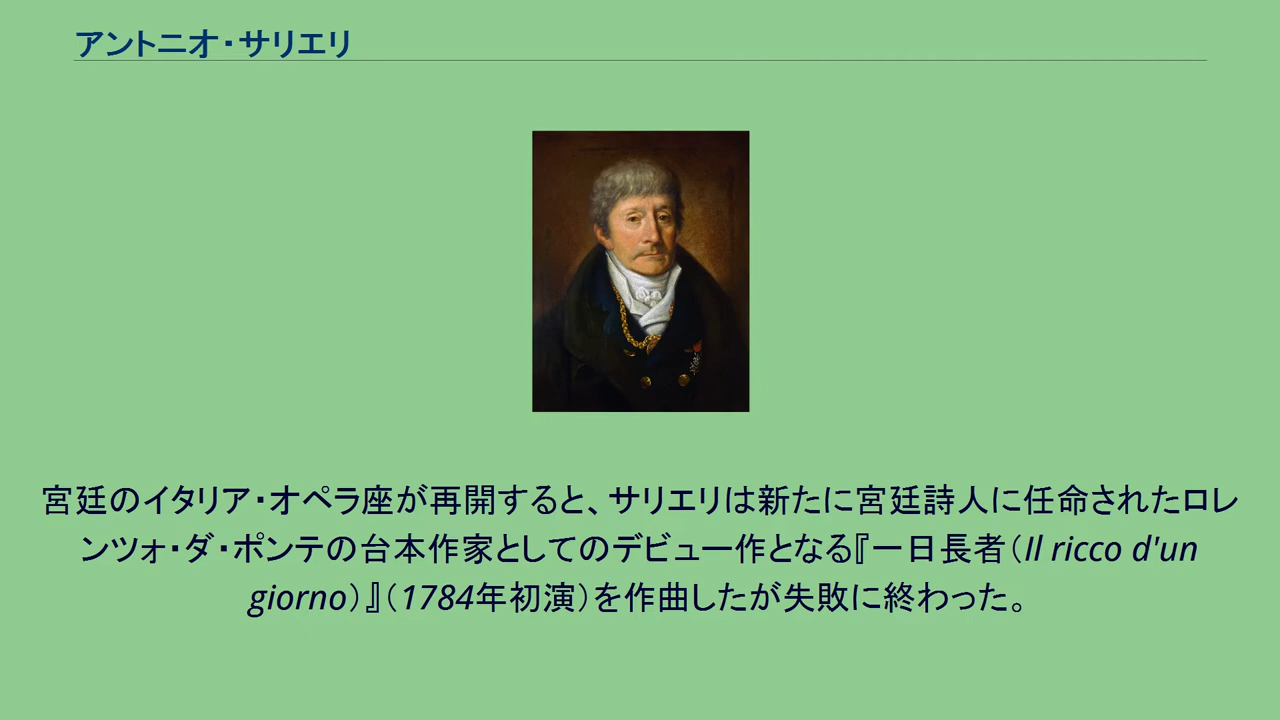 アントニオ・サリエリ
宮廷のイタリア・オペラ座が再開すると、サリエリは新たに宮廷詩人に任命されたロレ
ンツォ・ダ・ポンテの台本作家としてのデビュー作となる『一日長者（Il ricco d'un
giorno）』（1784年初演）を作曲したが失敗に終わった。